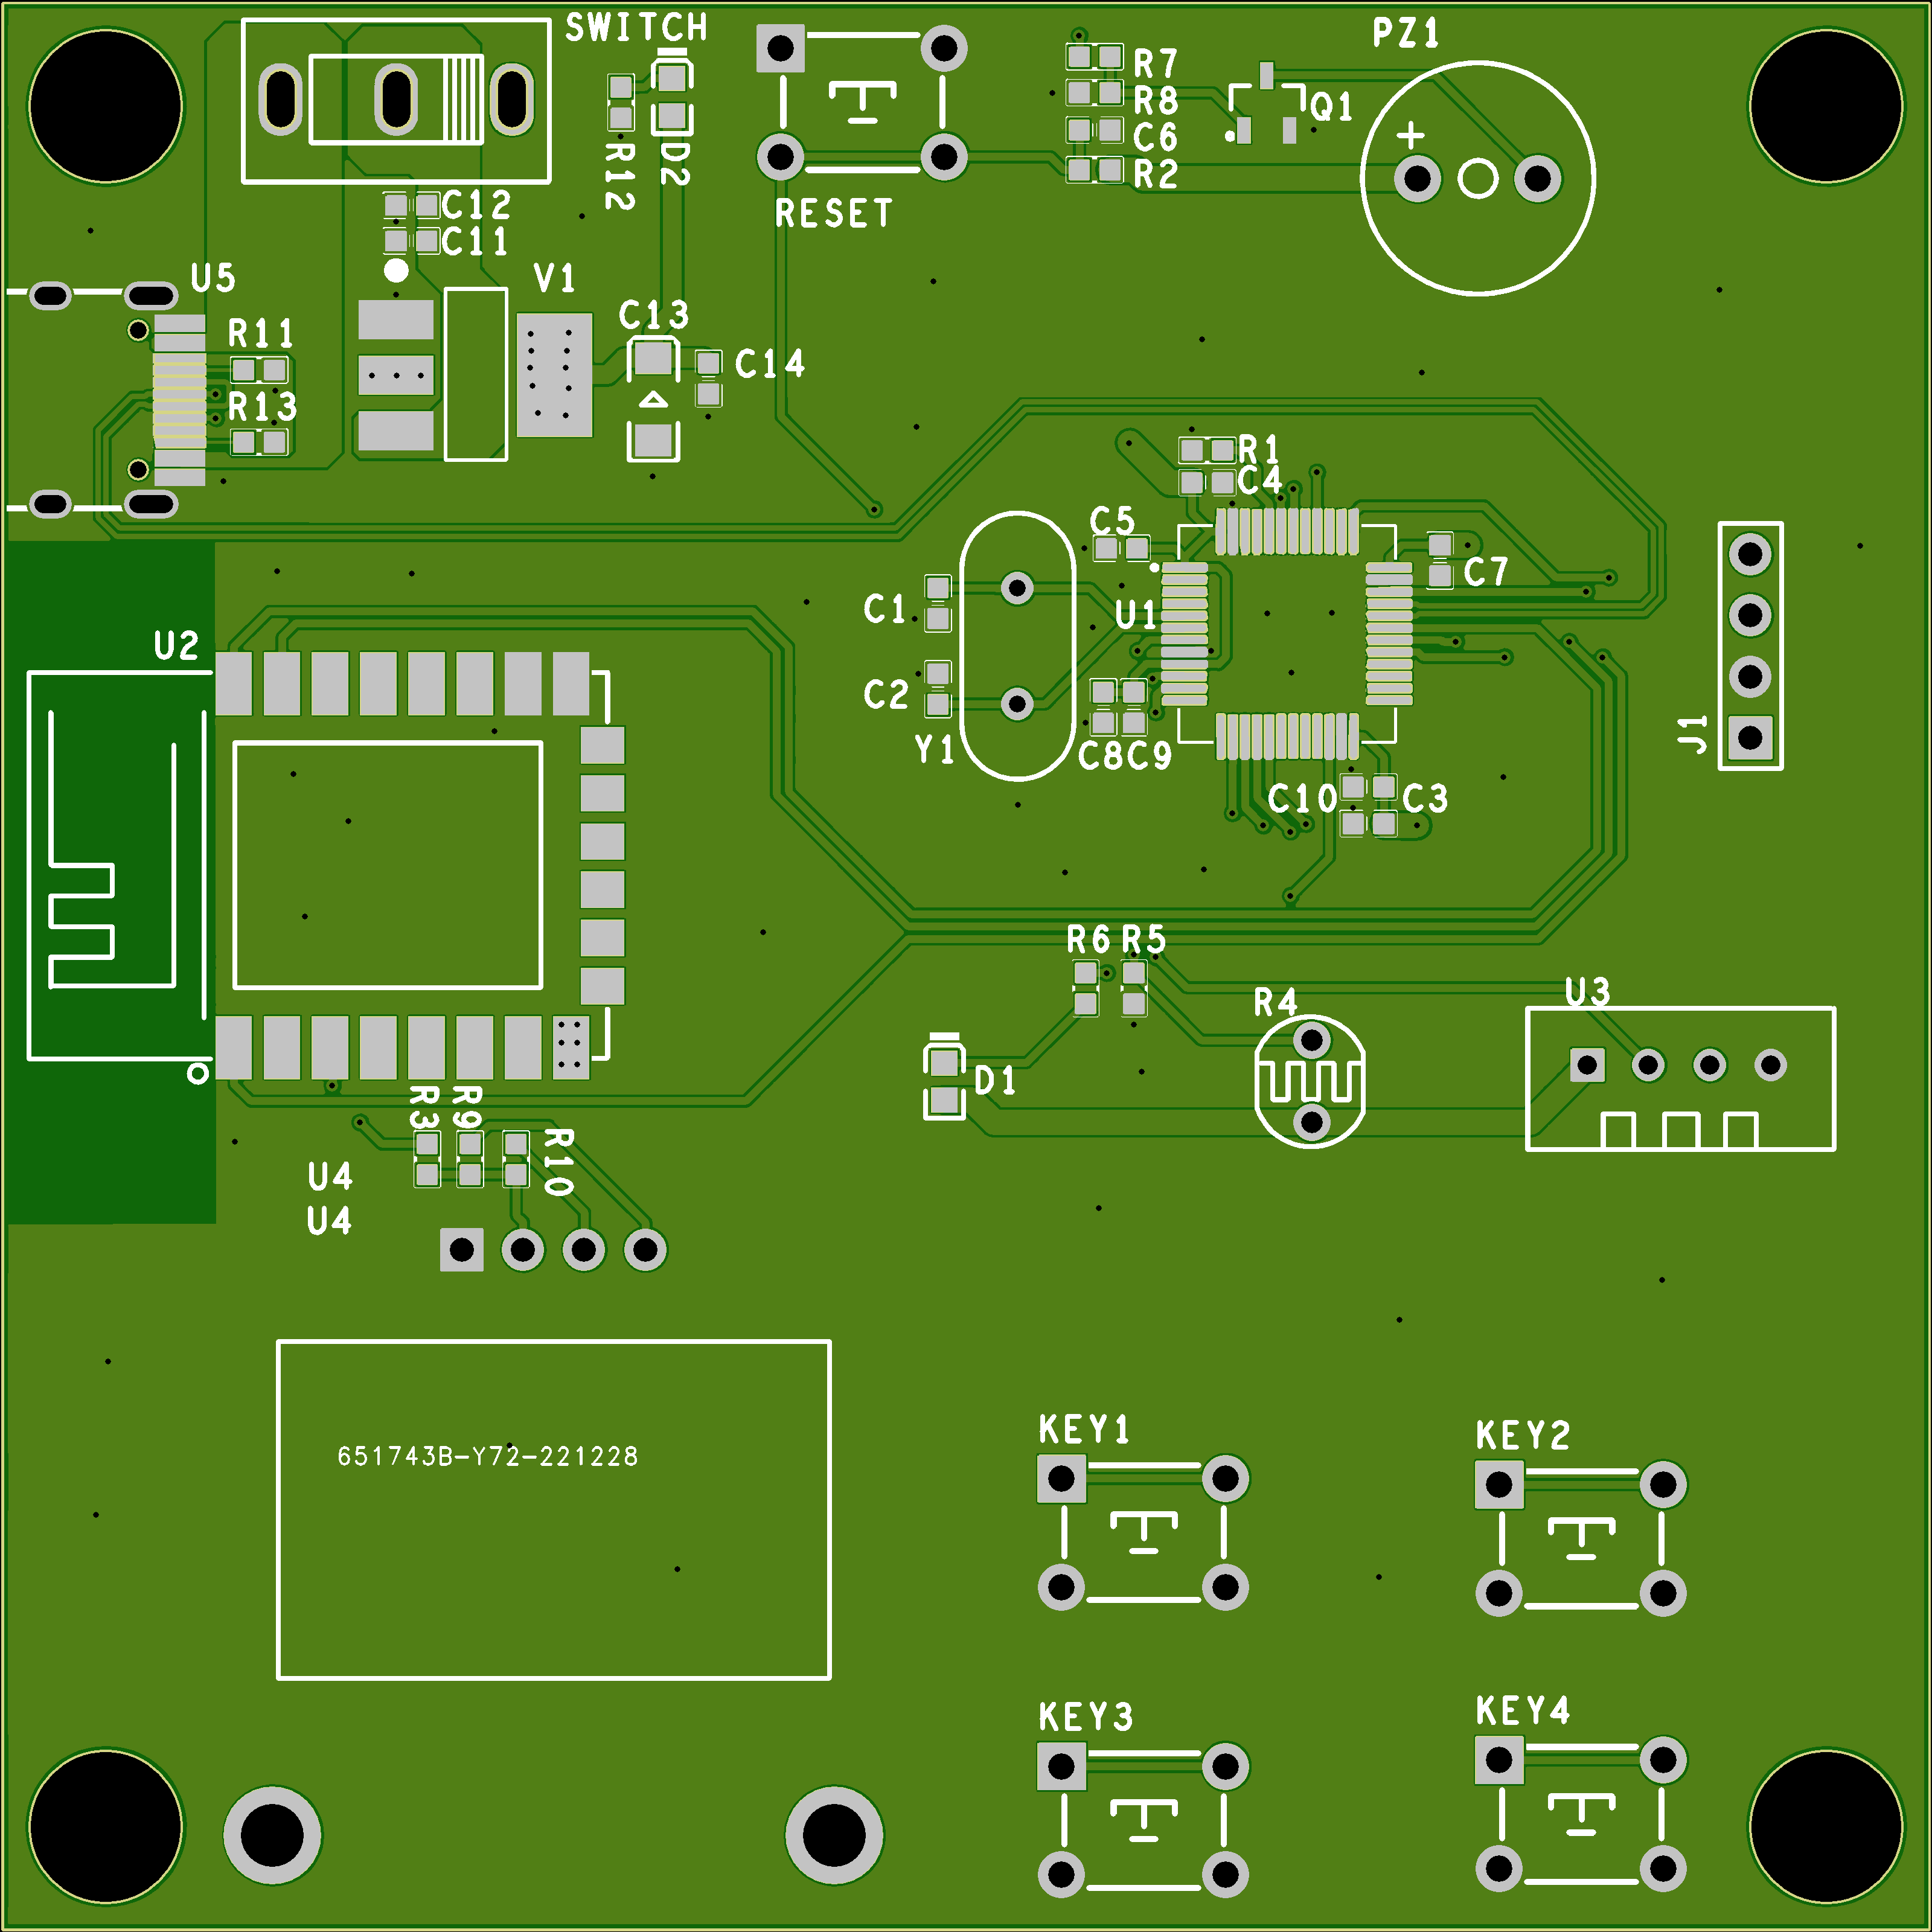 SWITCH
PZ1
R7
R8
Q1
C6
R2
R12
D2
C12
RESET
C11
U5
V1
C13
R11
C14
R13
R1
C4
C5
C7
C1
U1
U2
C2
J1
Y1
C8
C9
C10
C3
R6
R5
U3
R4
D1
R3
R9
R10
U4
U4
KEY1
KEY2
651743B-Y72-221228
KEY3
KEY4